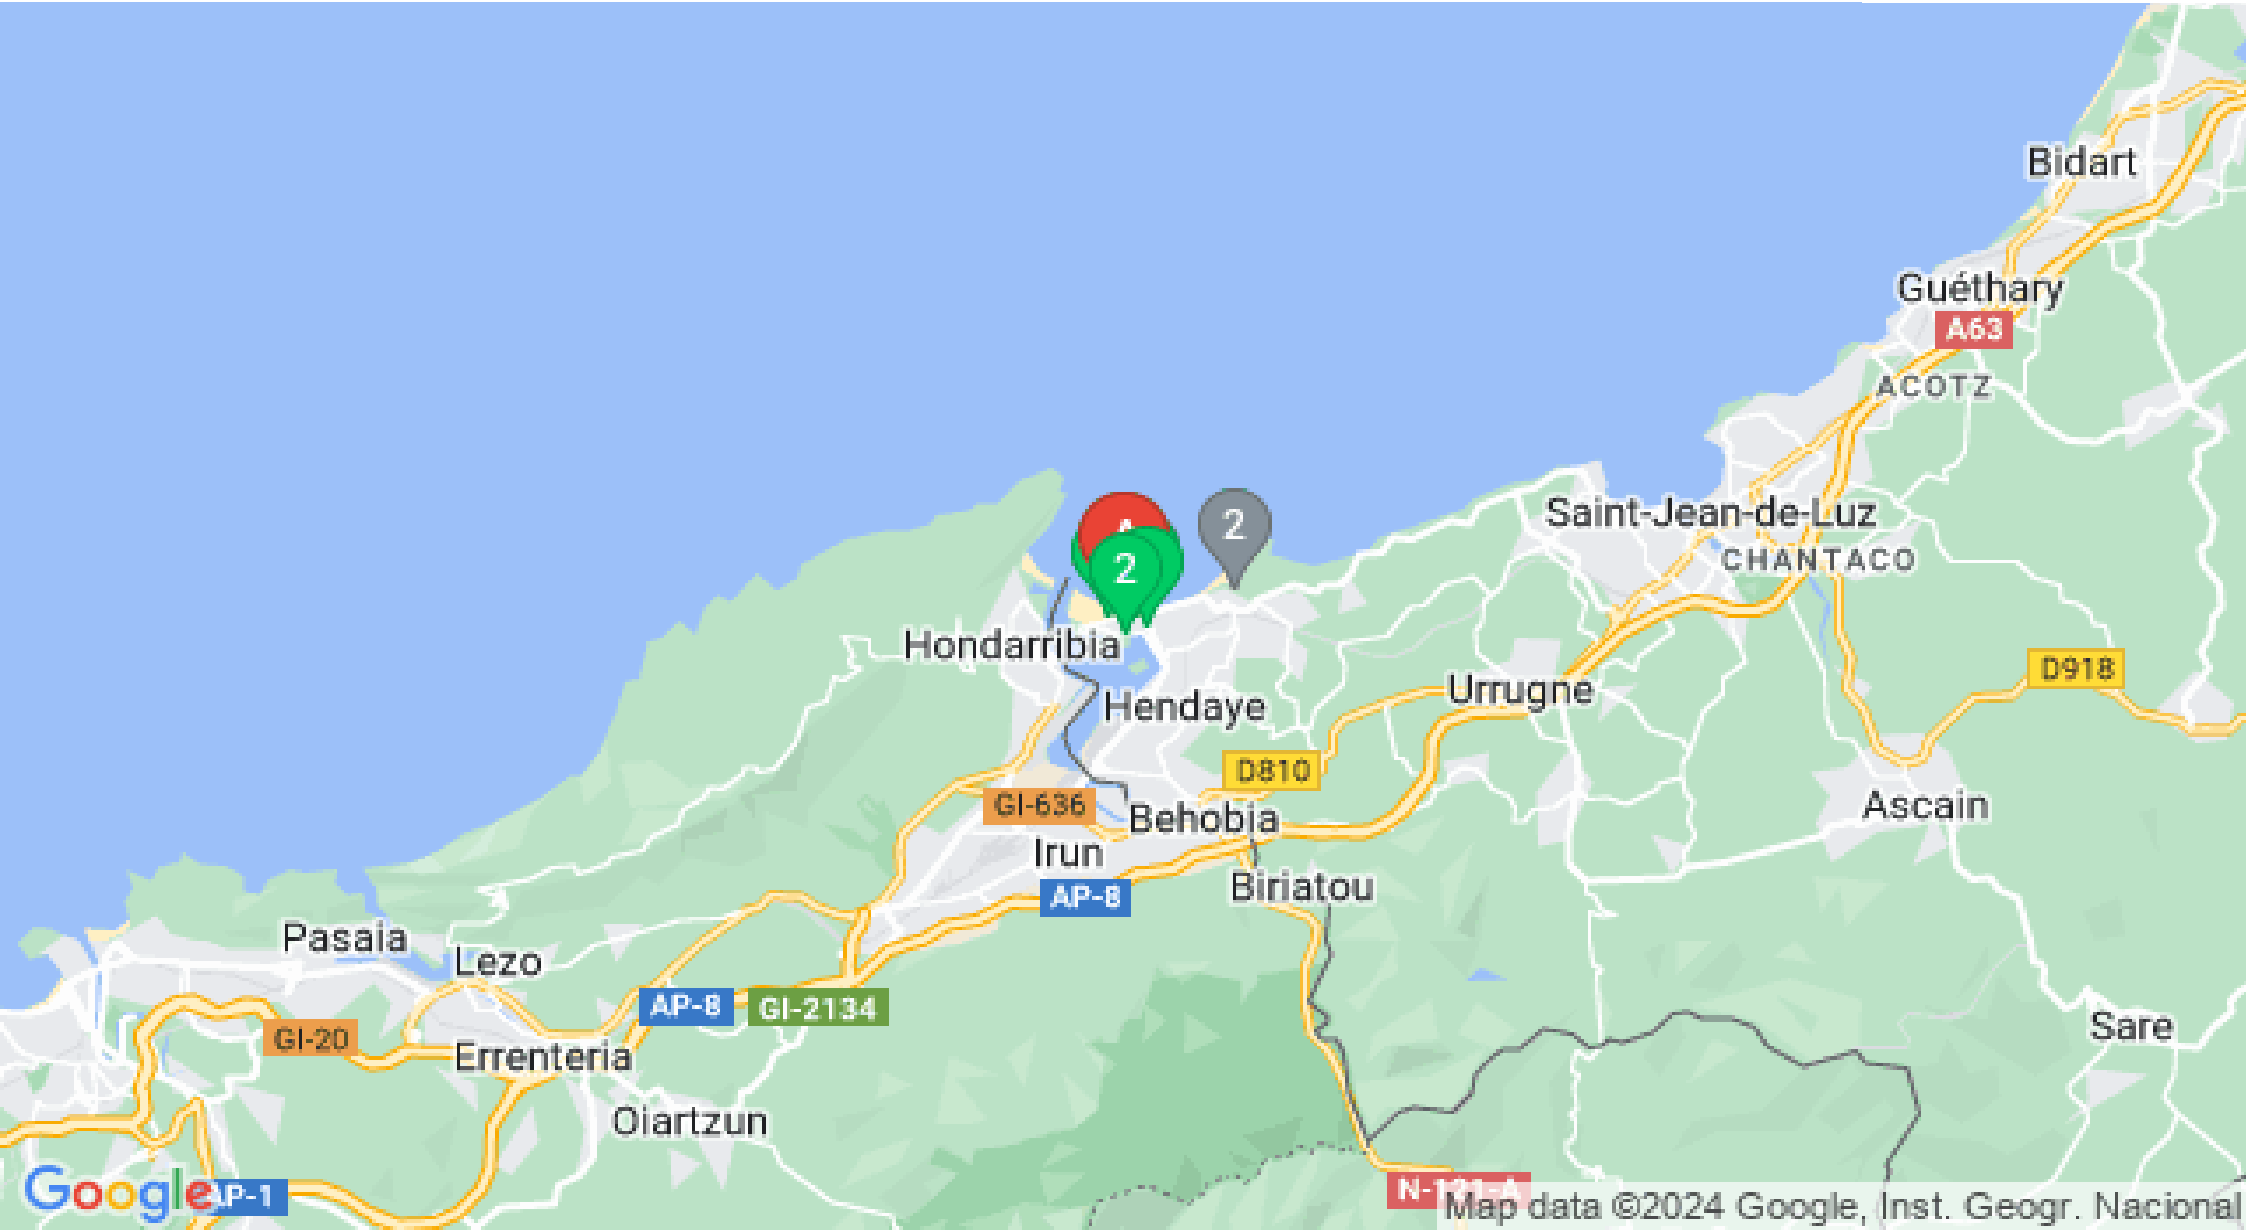 Bidart
Guéthary
A63
ACOTZ
2
Saint-Jean-de-Luz
CHANTACO
2
Hondarribia
D918
Urrugne
Hendaye
D810
GI-636
Behobia
Ascain
Irun
Biriatou
AP-8
Pasaia
Lezo
AP-8
GI-2134
Sare
GI-20
Errenteria
Oiartzun
Google
AP-1
N-121-A
Map data ©2024 Google, Inst. Geogr. Nacional